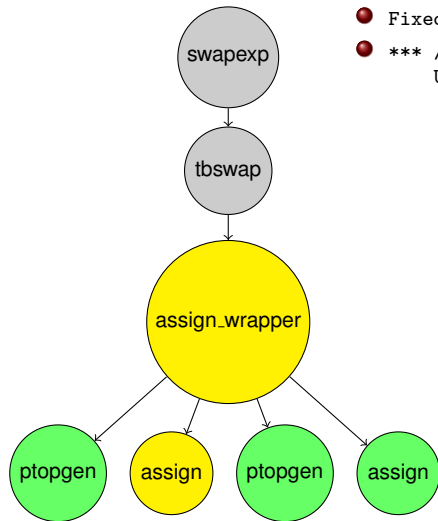 Fixed
*** /
U
swapexp
tbswap
assign_wrapper
ptopgen assign ptopgen assign